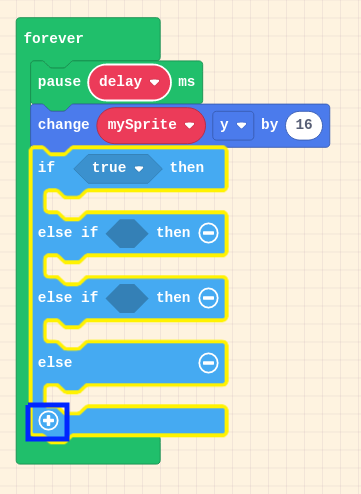 forever
pause delay ms
change mySprite y by 16
if true then
else if then
else if then
else